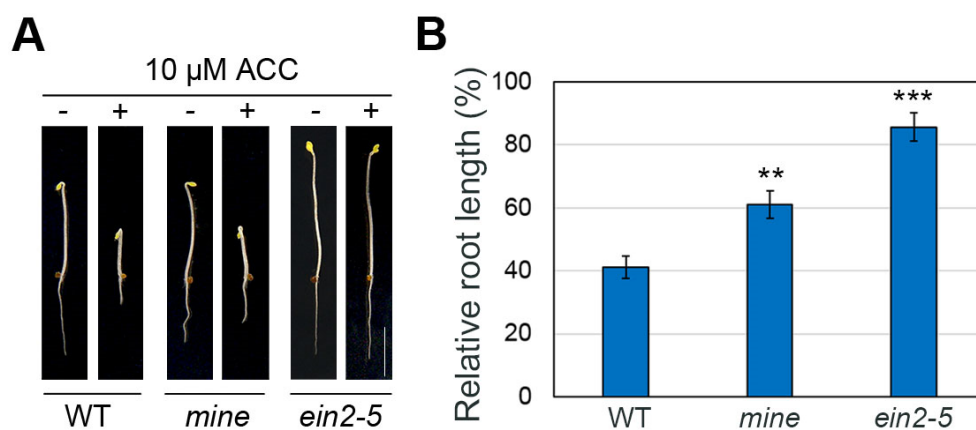 A
10 µM ACC
- + - + - +
WT mine ein2-5
B
Relative root length (%)
100
80
60
40
20
0
** ***
WT mine ein2-5